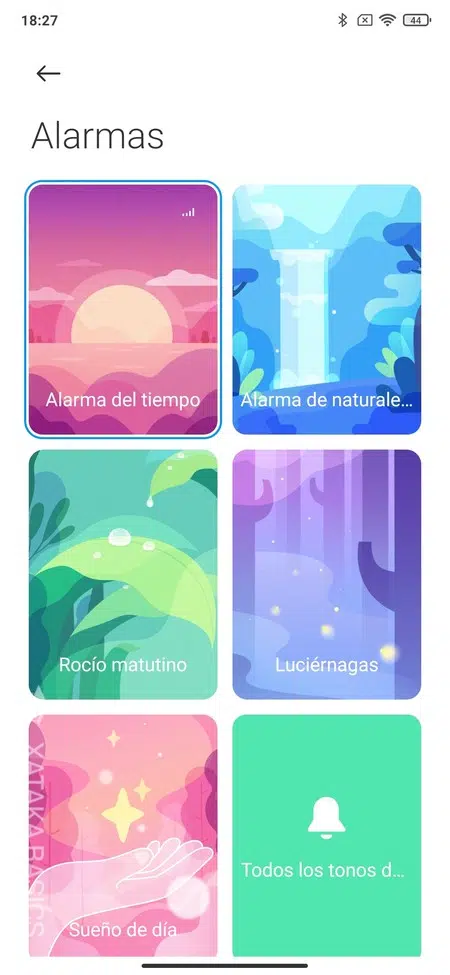 18:27
44
Alarmas
Alarma del tiempo
Alarma de naturale...
Rocío matutino
Luciérnagas
XATAKA BASICS
Sueño de día
Todos los tonos d...